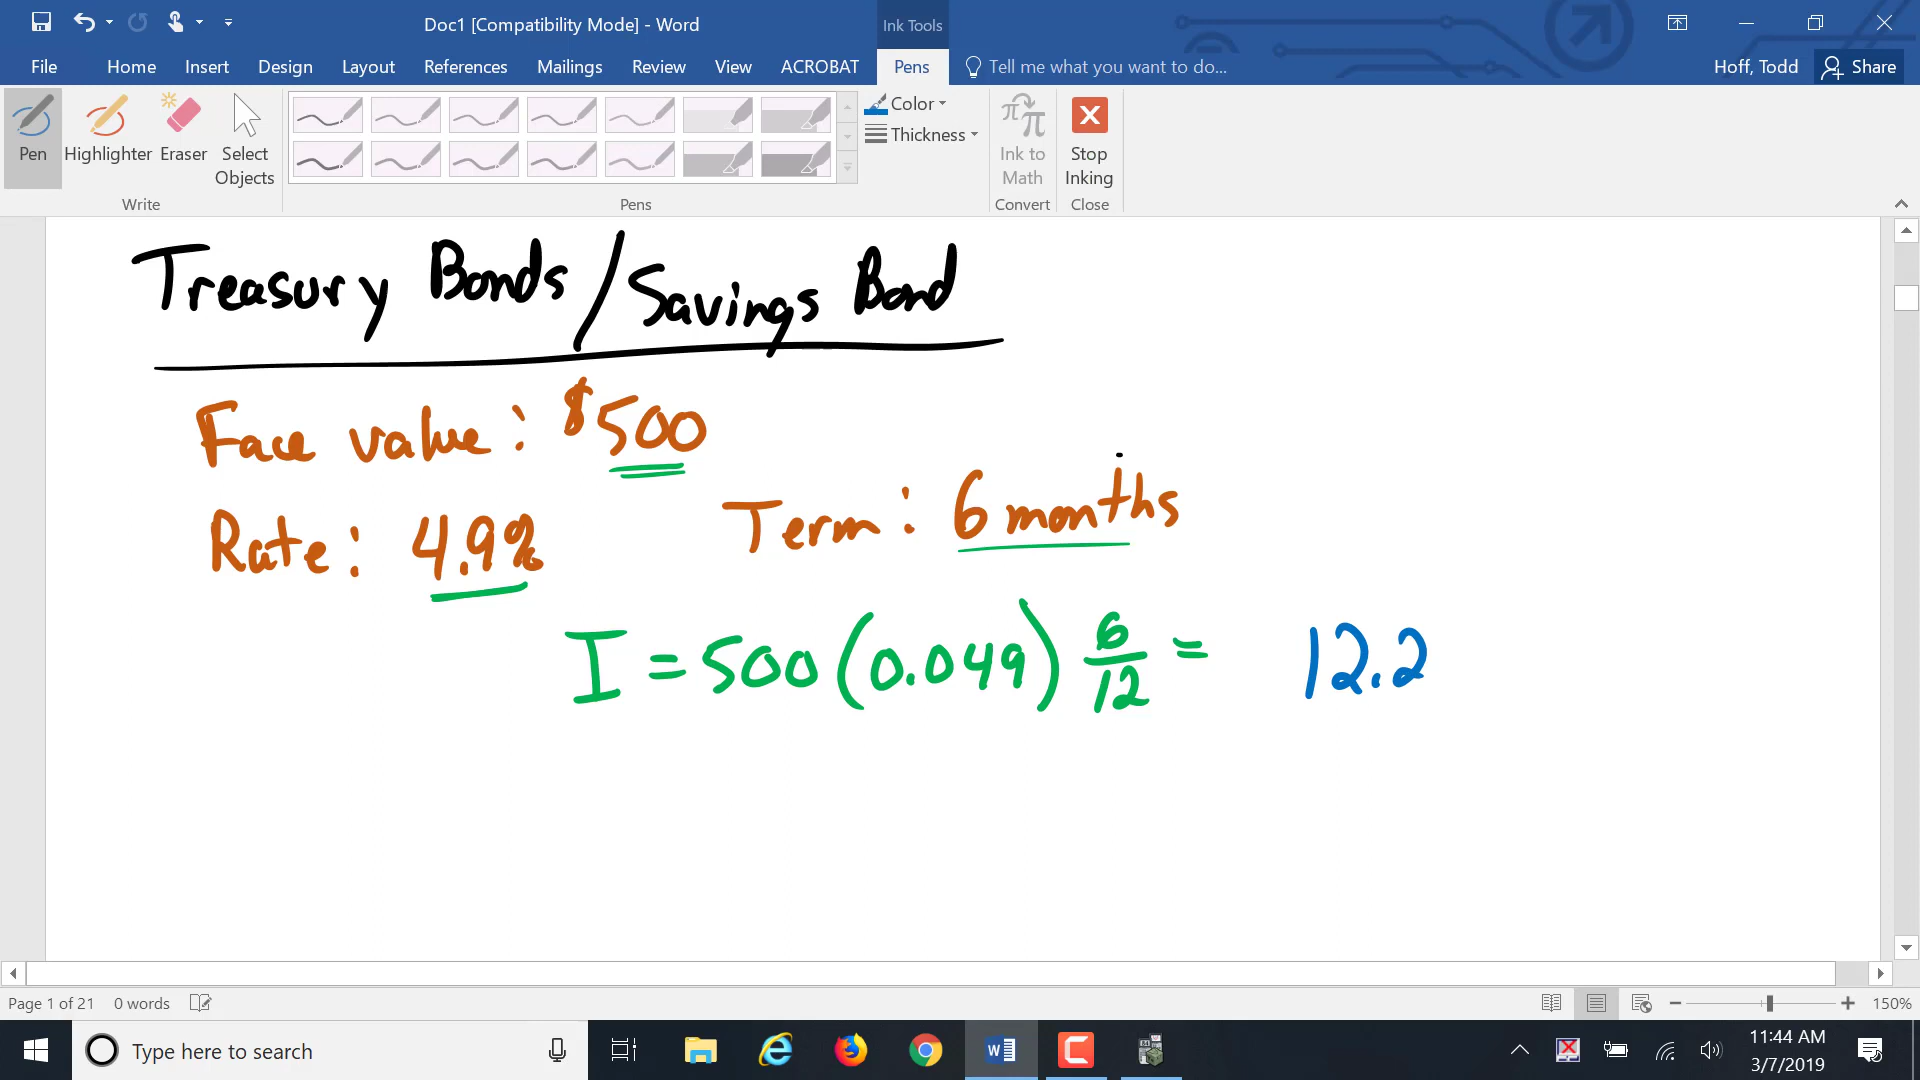 Doc1 [Compatibility Mode] - Word
Ink Tools
File Home Insert Design Layout References Mailings Review View ACROBAT Pens Tell me what you want to do... Hoff, Todd Share
Pen Highlighter Eraser Select Objects
Color
Thickness
Ink to Math
Stop Inking
Write Pens Convert Close
Treasury Bonds / Savings Bond
Face value: $500
Rate: 4.9% Term: 6 months
I = 500 (0.049) 6/12 = 12.2
Page 1 of 21 0 words 150%
Type here to search
11:44 AM
3/7/2019